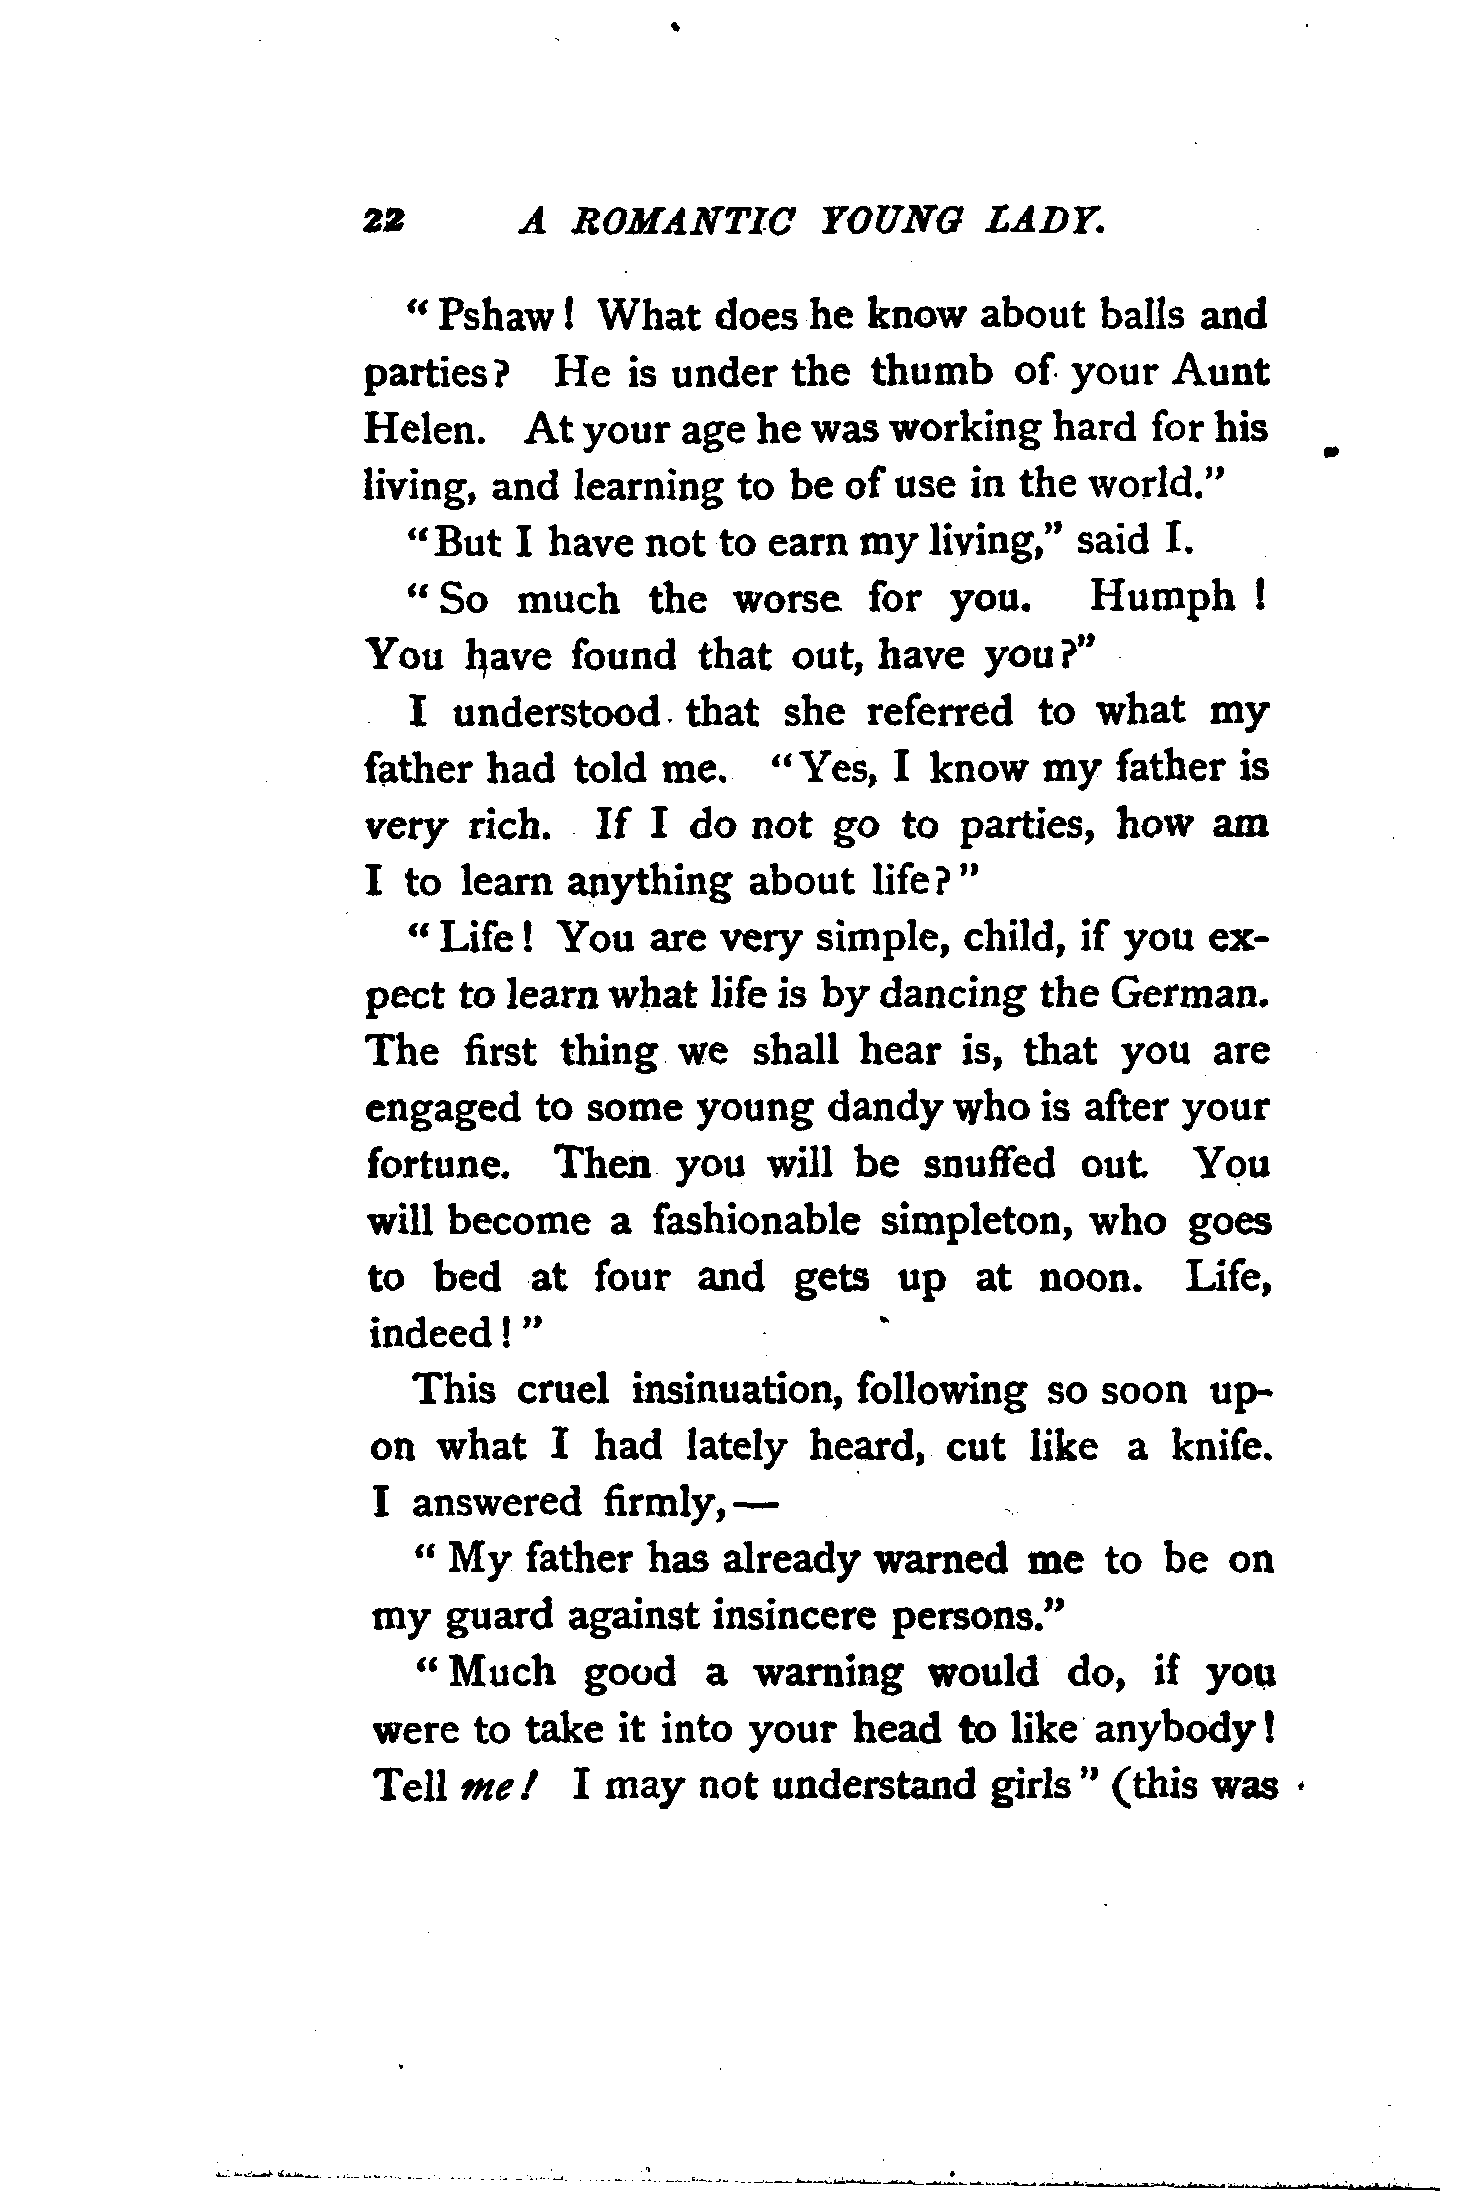 22 A ROMANTIC YOUNG LADY.
“Pshaw! What does he know about balls and
parties? He is under the thumb of your Aunt
Helen. At your age he was working hard for his
living, and learning to be of use in the world.”
“But I have not to earn my living,” said I.
“So much the worse for you. Humph!
You have found that out, have you?”
I understood that she referred to what my
father had told me. “Yes, I know my father is
very rich. If I do not go to parties, how am
I to learn anything about life?”
“Life! You are very simple, child, if you ex-
pect to learn what life is by dancing the German.
The first thing we shall hear is, that you are
engaged to some young dandy who is after your
fortune. Then you will be snuffed out. You
will become a fashionable simpleton, who goes
to bed at four and gets up at noon. Life,
indeed!”
This cruel insinuation, following so soon up-
on what I had lately heard, cut like a knife.
I answered firmly,—
“My father has already warned me to be on
my guard against insincere persons.”
“Much good a warning would do, if you
were to take it into your head to like anybody!
Tell me! I may not understand girls” (this was